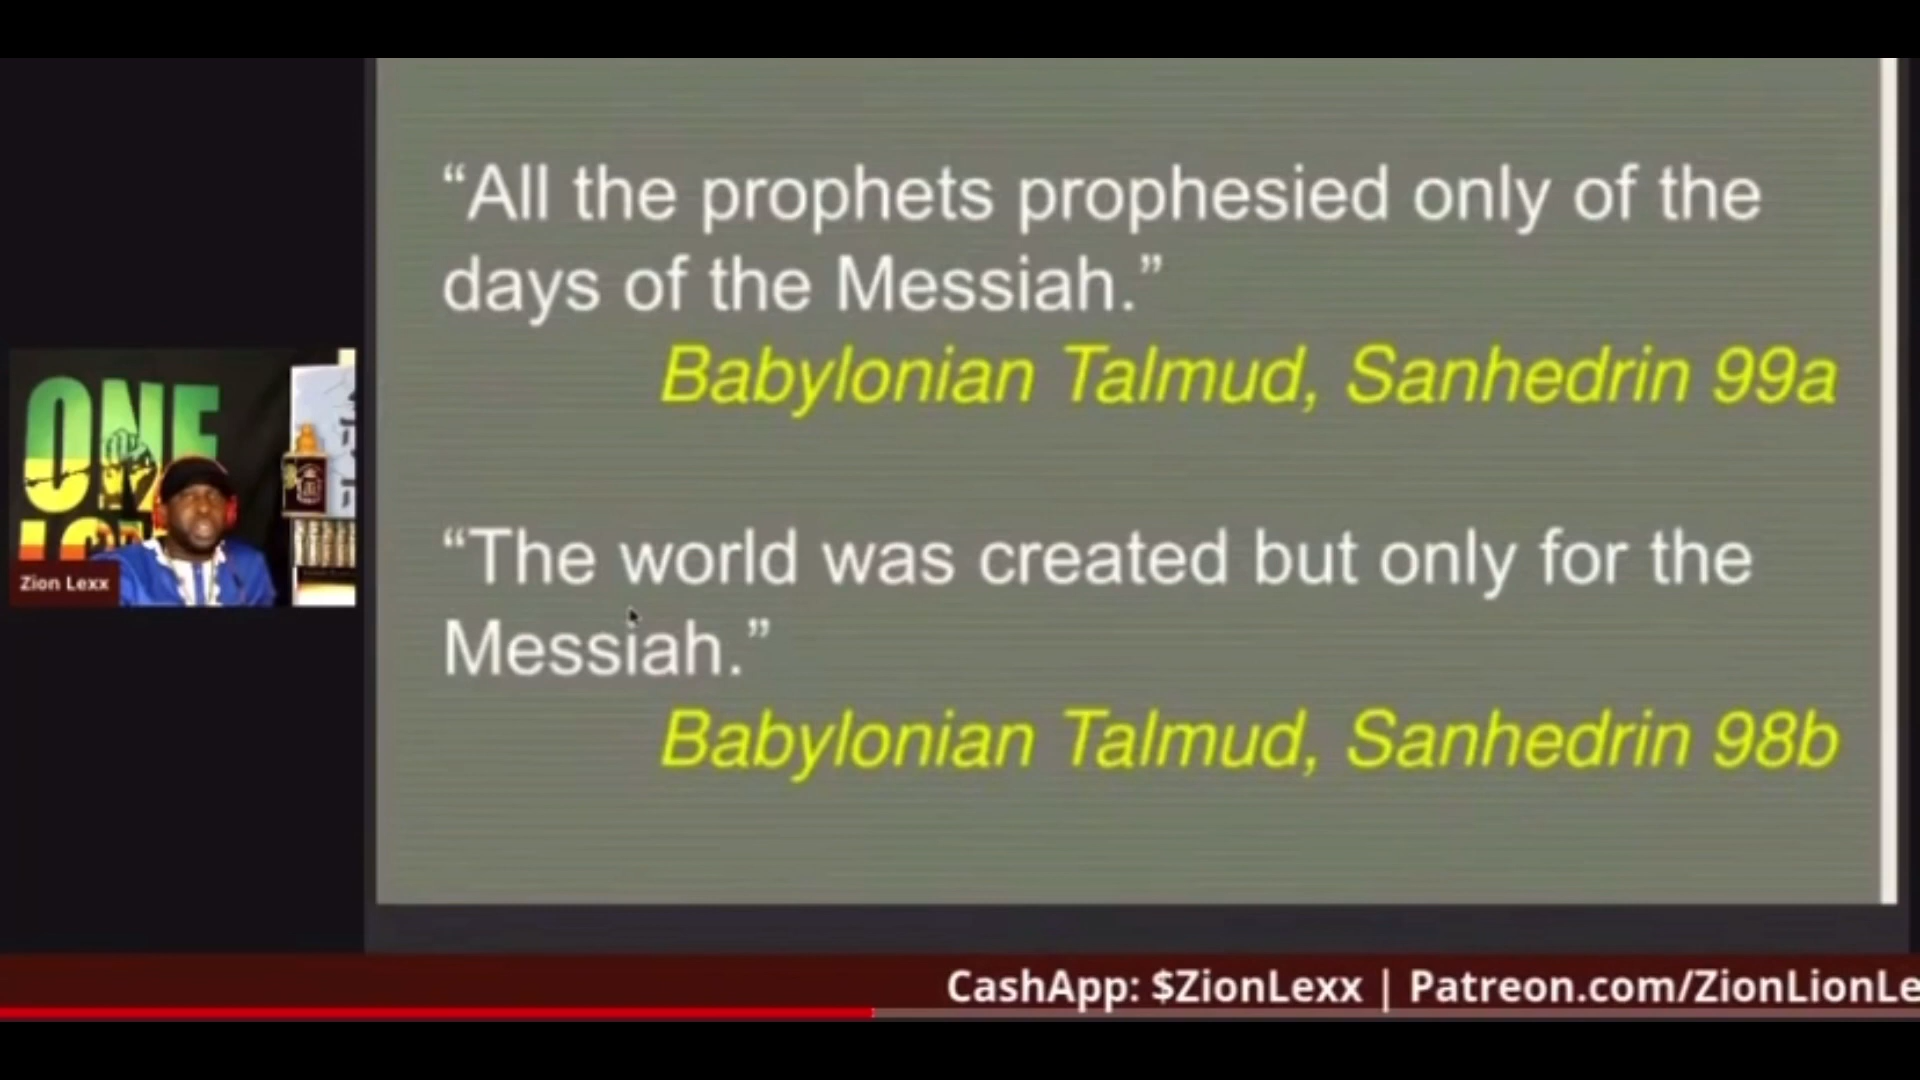 “All the prophets prophesied only of the
days of the Messiah.”
Babylonian Talmud, Sanhedrin 99a
“The world was created but only for the
Messiah.”
Babylonian Talmud, Sanhedrin 98b
ONE
Zion Lexx
CashApp: $ZionLexx | Patreon.com/ZionLionLe